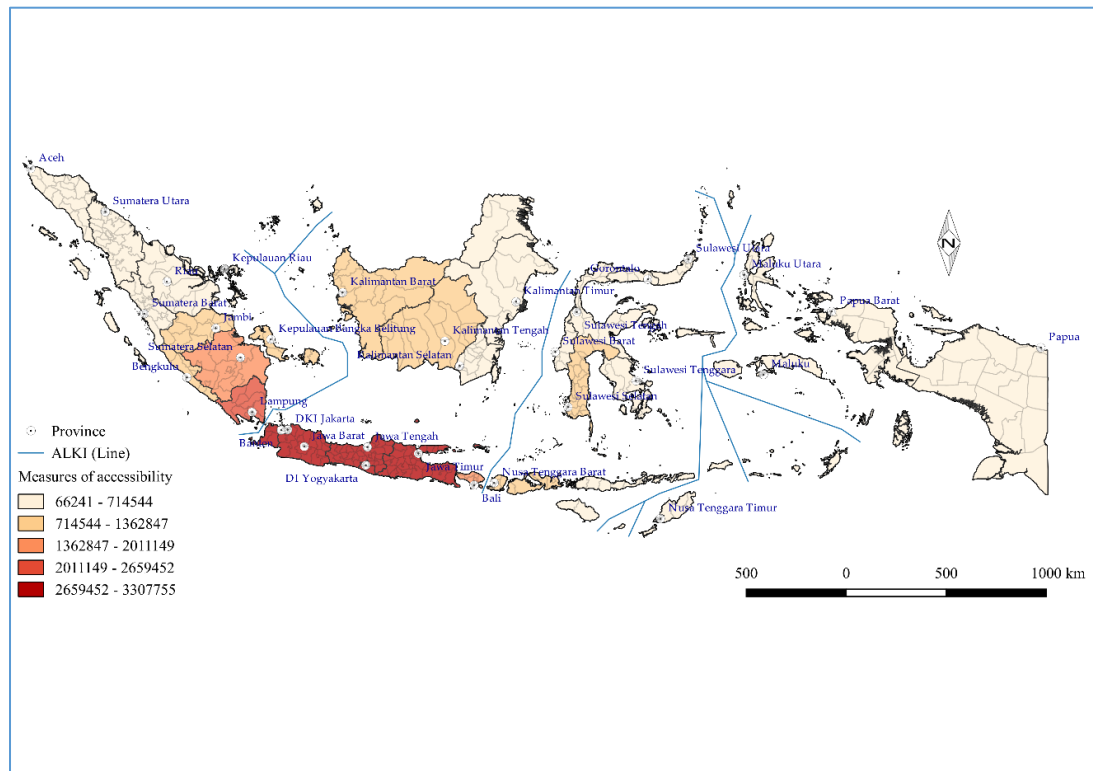 Aceh
Sumatera Utara
Kepulauan Riau
Riau
Sumatera Barat
Jambi
Kepulauan Bangka Belitung
Sumatera Selatan
Bengkulu
Lampung
Kalimantan Barat
Kalimantan Timur
Kalimantan Tengah
Kalimantan Selatan
Sulawesi Utara
Gorontalo
Sulawesi Tengah
Sulawesi Barat
Sulawesi Tenggara
Sulawesi Selatan
Maluku Utara
Papua Barat
Papua
Maluku
N
DKI Jakarta
Banten
Jawa Barat
Jawa Tengah
DI Yogyakarta
Jawa Timur
Bali
Nusa Tenggara Barat
Nusa Tenggara Timur
Province
ALKI (Line)
Measures of accessibility
66241 - 714544
714544 - 1362847
1362847 - 2011149
2011149 - 2659452
2659452 - 3307755
500 0 500 1000 km